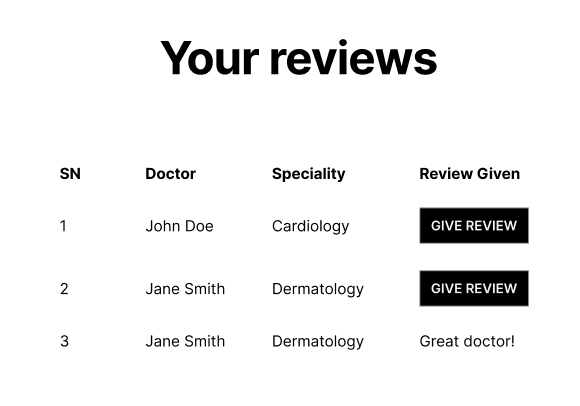 Your reviews
SN Doctor Speciality Review Given
1 John Doe Cardiology GIVE REVIEW
2 Jane Smith Dermatology GIVE REVIEW
3 Jane Smith Dermatology Great doctor!